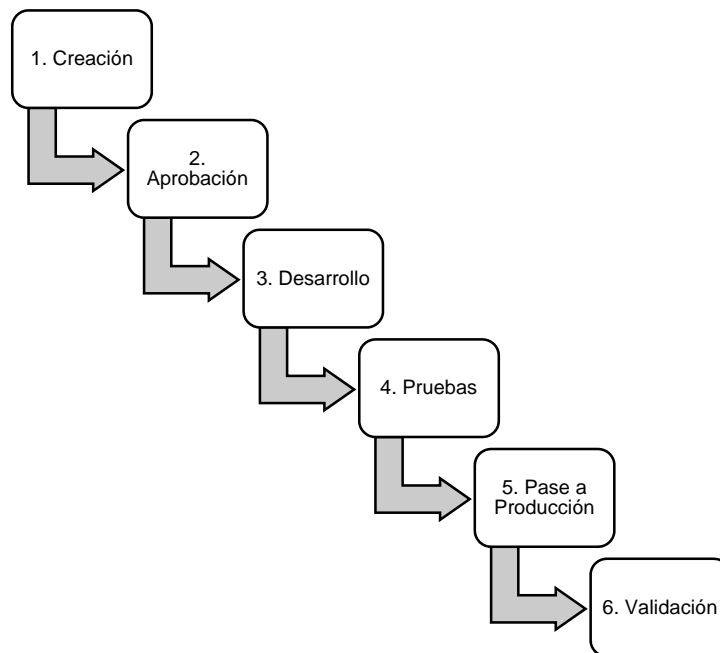 1. Creación
2.
Aprobación
3. Desarrollo
4. Pruebas
5. Pase a
Producción
6. Validación